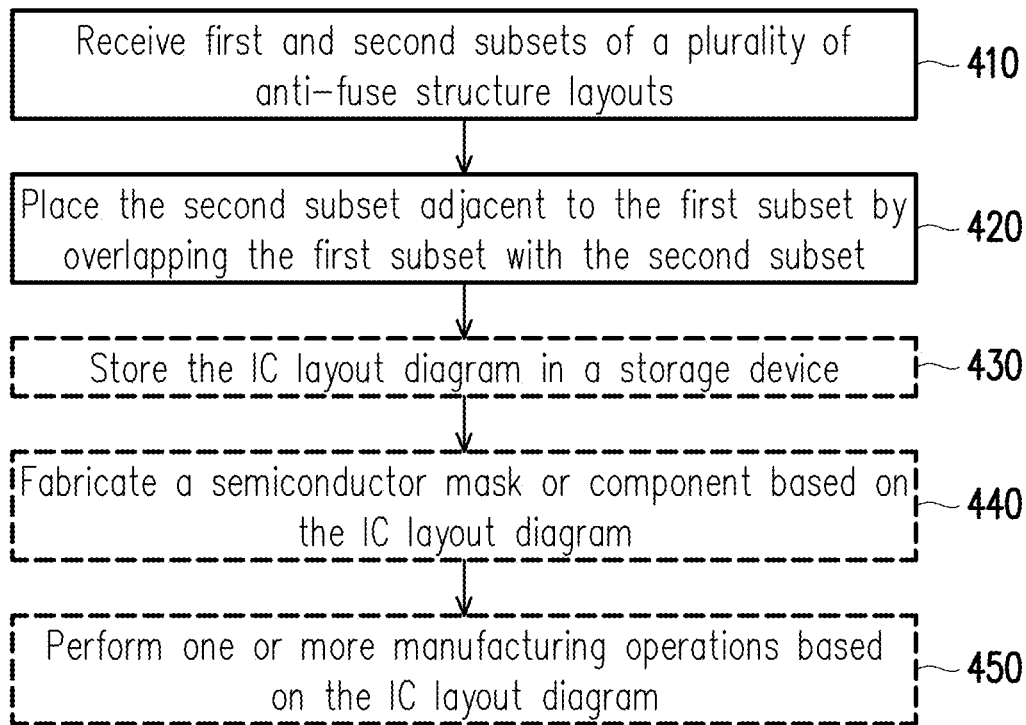 Receive first and second subsets of a plurality of
anti-fuse structure layouts
410
Place the second subset adjacent to the first subset by
overlapping the first subset with the second subset
420
Store the IC layout diagram in a storage device
430
Fabricate a semiconductor mask or component based on
the IC layout diagram
440
Perform one or more manufacturing operations based
on the IC layout diagram
450